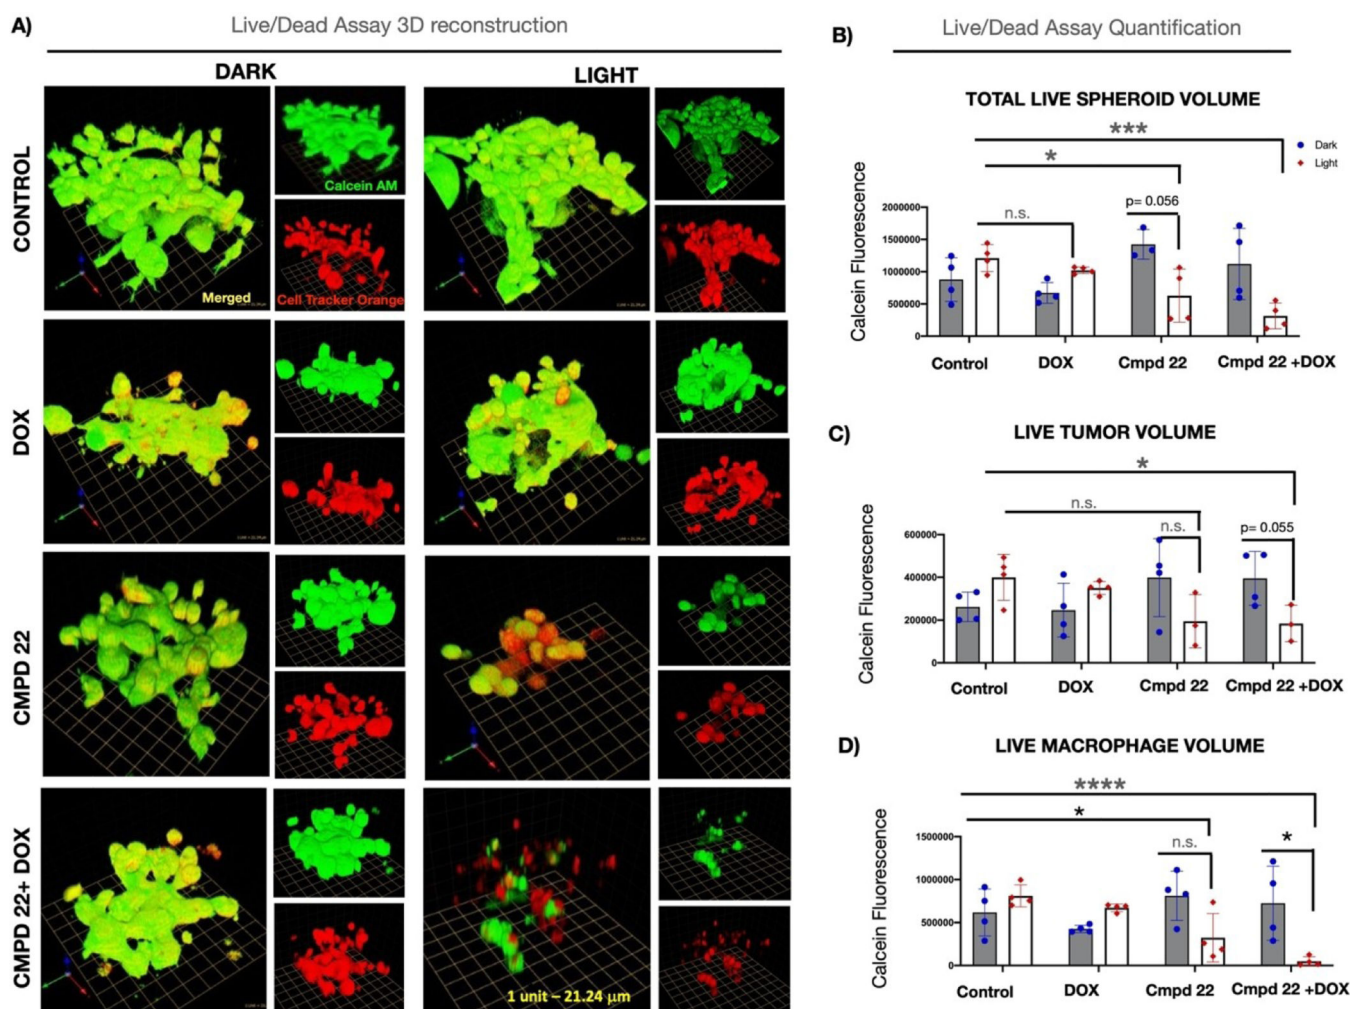 A)
Live/Dead Assay 3D reconstruction
DARK
LIGHT
CONTROL
Calcein AM
Merged
Cell Tracker Orange
DOX
CMPD 22
CMPD 22+ DOX
1 unit – 21.24 µm
B)
Live/Dead Assay Quantification
TOTAL LIVE SPHEROID VOLUME
***
Dark
Light
*
p= 0.056
n.s.
Calcein Fluorescence
2000000
1500000
1000000
500000
0
Control DOX Cmpd 22 Cmpd 22 +DOX
C)
LIVE TUMOR VOLUME
*
n.s.
n.s.
p= 0.055
Calcein Fluorescence
600000
400000
200000
0
Control DOX Cmpd 22 Cmpd 22 +DOX
D)
LIVE MACROPHAGE VOLUME
****
*
n.s.
*
Calcein Fluorescence
1500000
1000000
500000
0
Control DOX Cmpd 22 Cmpd 22 +DOX